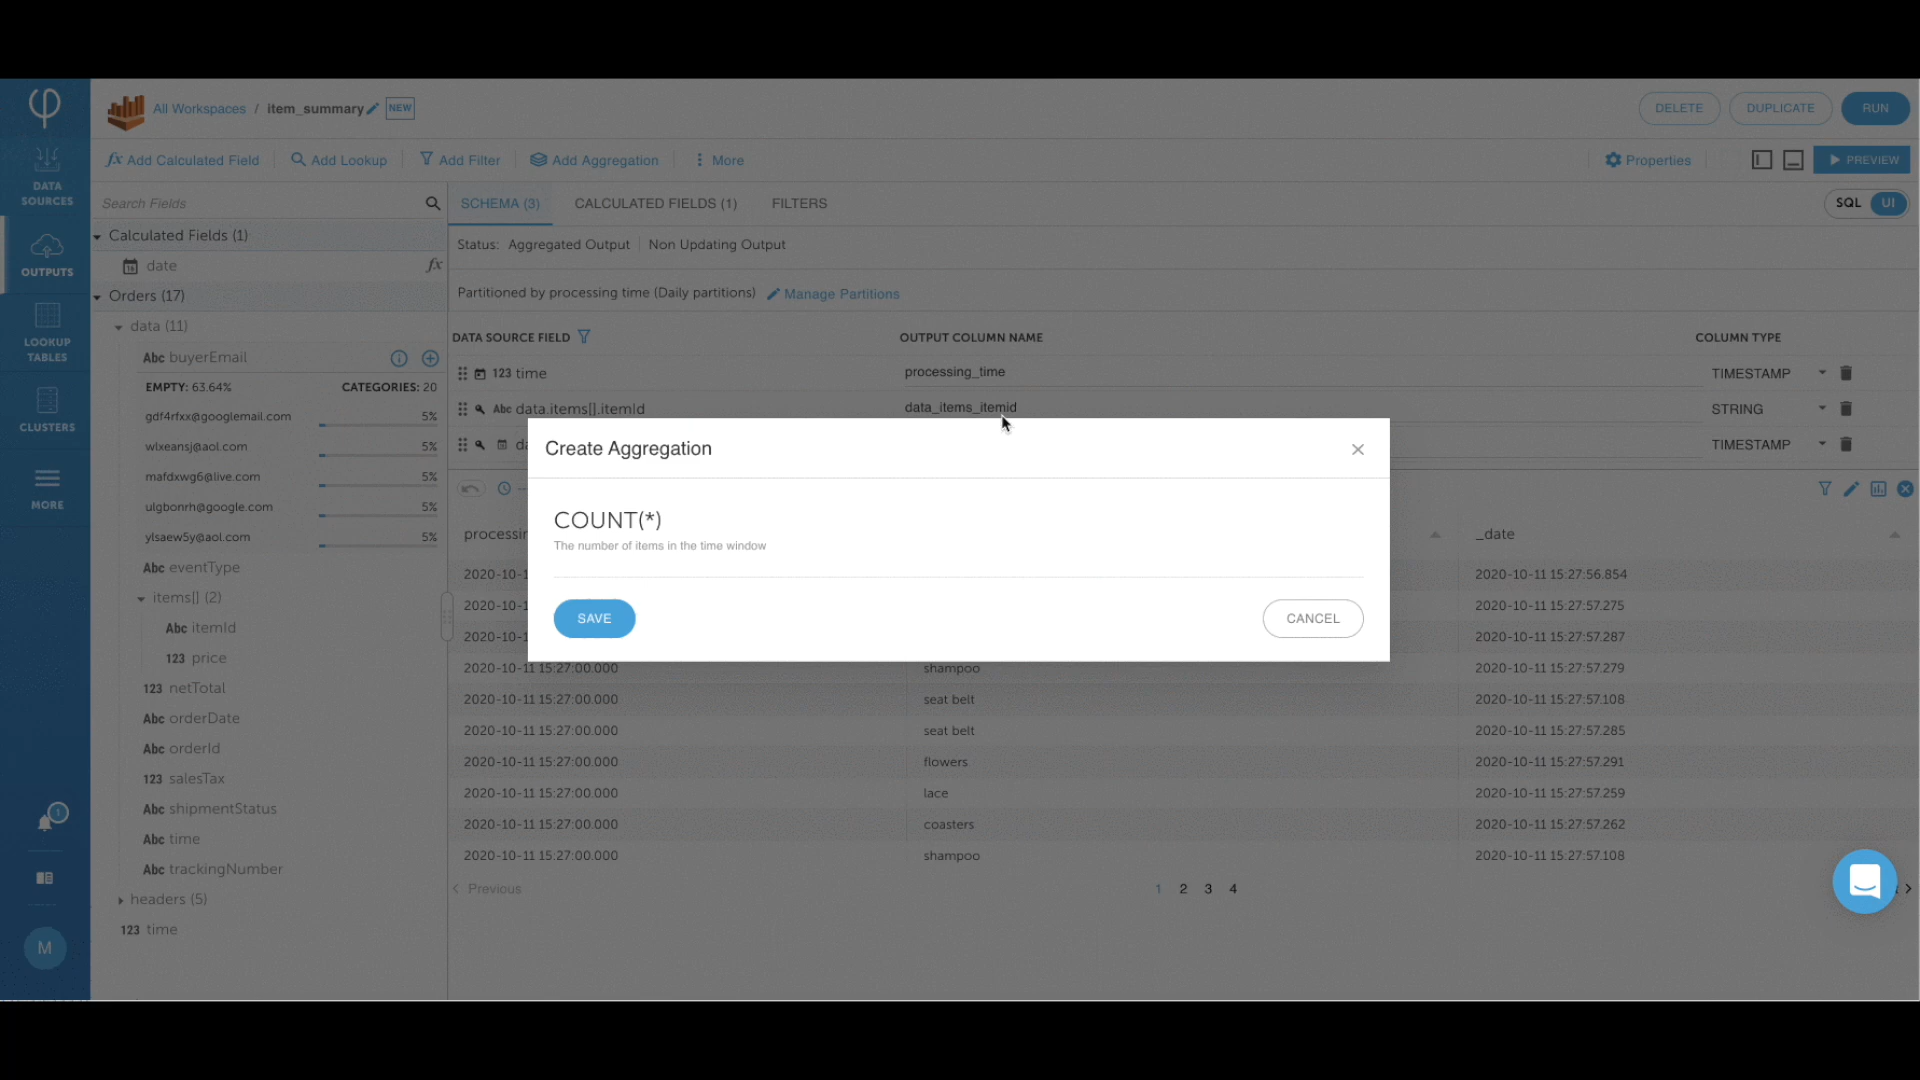 All Workspaces / item_summary NEW
DELETE DUPLICATE RUN
DATA SOURCES
OUTPUTS
LOOKUP TABLES
CLUSTERS
MORE
1
M
fx Add Calculated Field Add Lookup Add Filter Add Aggregation More Properties PREVIEW
Search Fields
Calculated Fields (1)
date fx
Orders (17)
data (11)
Abc buyerEmail
EMPTY: 63.64% CATEGORIES: 20
gdf4rfxx@googlemail.com 5%
wlxeansj@aol.com 5%
mafdxwg6@live.com 5%
ulgbonrh@google.com 5%
ylsaew5y@aol.com 5%
Abc eventType
items[] (2)
Abc itemId
123 price
123 netTotal
Abc orderDate
Abc orderId
123 salesTax
Abc shipmentStatus
Abc time
Abc trackingNumber
headers (5)
123 time
SCHEMA (3) CALCULATED FIELDS (1) FILTERS SQL UI
Status: Aggregated Output Non Updating Output
Partitioned by processing time (Daily partitions) Manage Partitions
DATA SOURCE FIELD OUTPUT COLUMN NAME COLUMN TYPE
123 time processing_time TIMESTAMP
Abc data.items[].itemId data_items_itemid STRING
da TIMESTAMP
Create Aggregation
COUNT(*)
The number of items in the time window
SAVE CANCEL
processin _date
2020-10-1 2020-10-11 15:27:56.854
2020-10-1 2020-10-11 15:27:57.275
2020-10-1 2020-10-11 15:27:57.287
2020-10-11 15:27:00.000 shampoo 2020-10-11 15:27:57.279
2020-10-11 15:27:00.000 seat belt 2020-10-11 15:27:57.108
2020-10-11 15:27:00.000 seat belt 2020-10-11 15:27:57.285
2020-10-11 15:27:00.000 flowers 2020-10-11 15:27:57.291
2020-10-11 15:27:00.000 lace 2020-10-11 15:27:57.259
2020-10-11 15:27:00.000 coasters 2020-10-11 15:27:57.262
2020-10-11 15:27:00.000 shampoo 2020-10-11 15:27:57.108
Previous 1 2 3 4